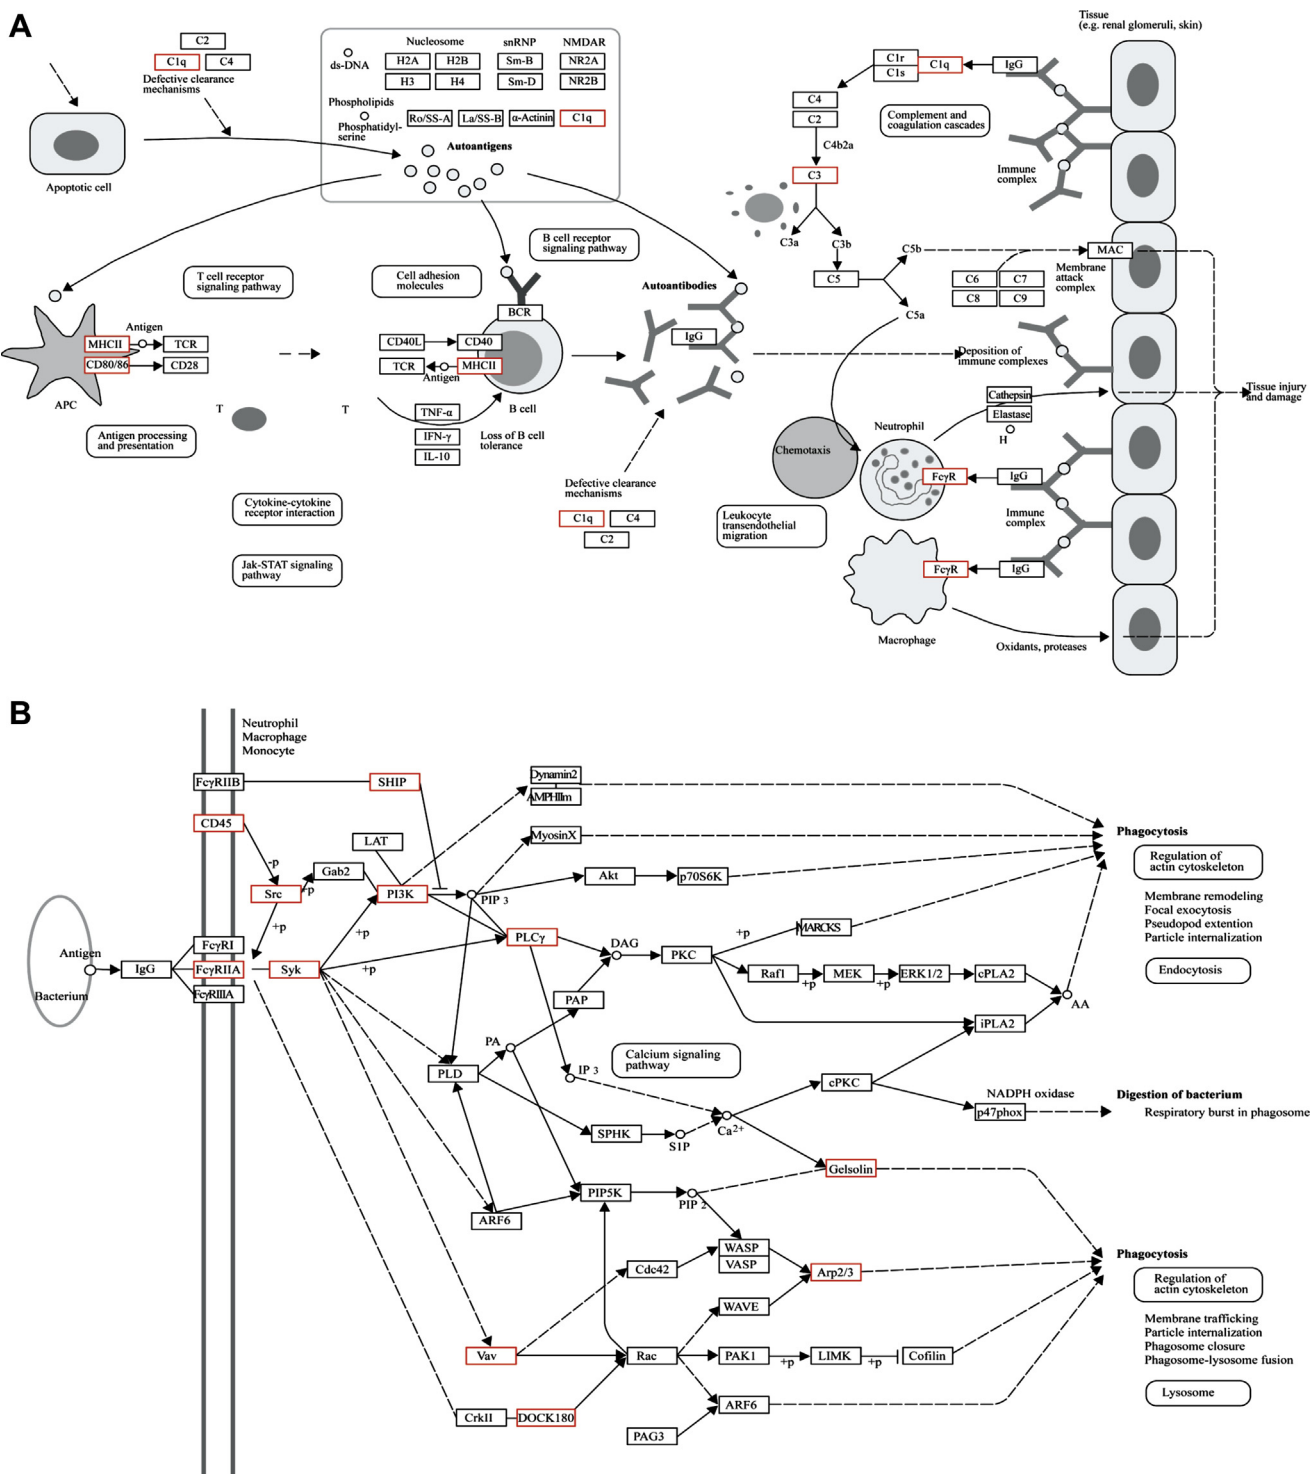 A
Tissue
(e.g. renal glomeruli, skin)
C2
C1q
C4
Defective clearance
mechanisms
Apoptotic cell
ds-DNA
Nucleosome
H2A
H2B
H3
H4
snRNP
Sm-B
Sm-D
NMDAR
NR2A
NR2B
Phospholipids
Phosphatidyl-
serine
Ro/SS-A
La/SS-B
α-Actinin
C1q
Autoantigens
C1r
C1s
C1q
IgG
C4
C2
C4b2a
Complement and
coagulation cascades
Immune
complex
C3
C3a
C3b
C5
C5b
C5a
MAC
C6
C7
C8
C9
Membrane
attack
complex
T cell receptor
signaling pathway
Cell adhesion
molecules
B cell receptor
signaling pathway
Autoantibodies
IgG
Antigen
MHCII
TCR
CD80/86
CD28
APC
Antigen processing
and presentation
T
T
BCR
CD40L
CD40
TCR
MHCII
Antigen
B cell
TNF-α
IFN-γ
IL-10
Loss of B cell
tolerance
Cytokine-cytokine
receptor interaction
Jak-STAT signaling
pathway
Defective clearance
mechanisms
C1q
C4
C2
Deposition of
immune complexes
Tissue injury
and damage
Cathepsin
Elastase
H
Neutrophil
Chemotaxis
FcγR
IgG
Immune
complex
Leukocyte
transendothelial
migration
FcγR
IgG
Macrophage
Oxidants, proteases
B
Neutrophil
Macrophage
Monocyte
FcγRIIB
SHIP
CD45
-p
LAT
Gab2
Src
+p
PI3K
PIP 3
+p
+p
Dynamin2
AMPHIIm
MyosinX
Akt
p70S6K
Phagocytosis
Regulation of
actin cytoskeleton
Membrane remodeling
Focal exocytosis
Pseudopod extention
Particle internalization
Endocytosis
Antigen
Bacterium
IgG
FcγRI
FcγRIIA
FcγRIIIA
Syk
+p
PLCγ
DAG
PKC
+p
MARCKS
Raf1
+p
MEK
+p
ERK1/2
cPLA2
AA
iPLA2
PAP
PA
PLD
IP 3
Calcium signaling
pathway
cPKC
NADPH oxidase
p47phox
Digestion of bacterium
Respiratory burst in phagosome
SPHK
S1P
Ca2+
Gelsolin
ARF6
PIP5K
PIP 2
WASP
VASP
Cdc42
Arp2/3
WAVE
Vav
Rac
PAK1
+p
LIMK
+p
Cofilin
CrkII
DOCK180
ARF6
PAG3
Phagocytosis
Regulation of
actin cytoskeleton
Membrane trafficking
Particle internalization
Phagosome closure
Phagosome-lysosome fusion
Lysosome